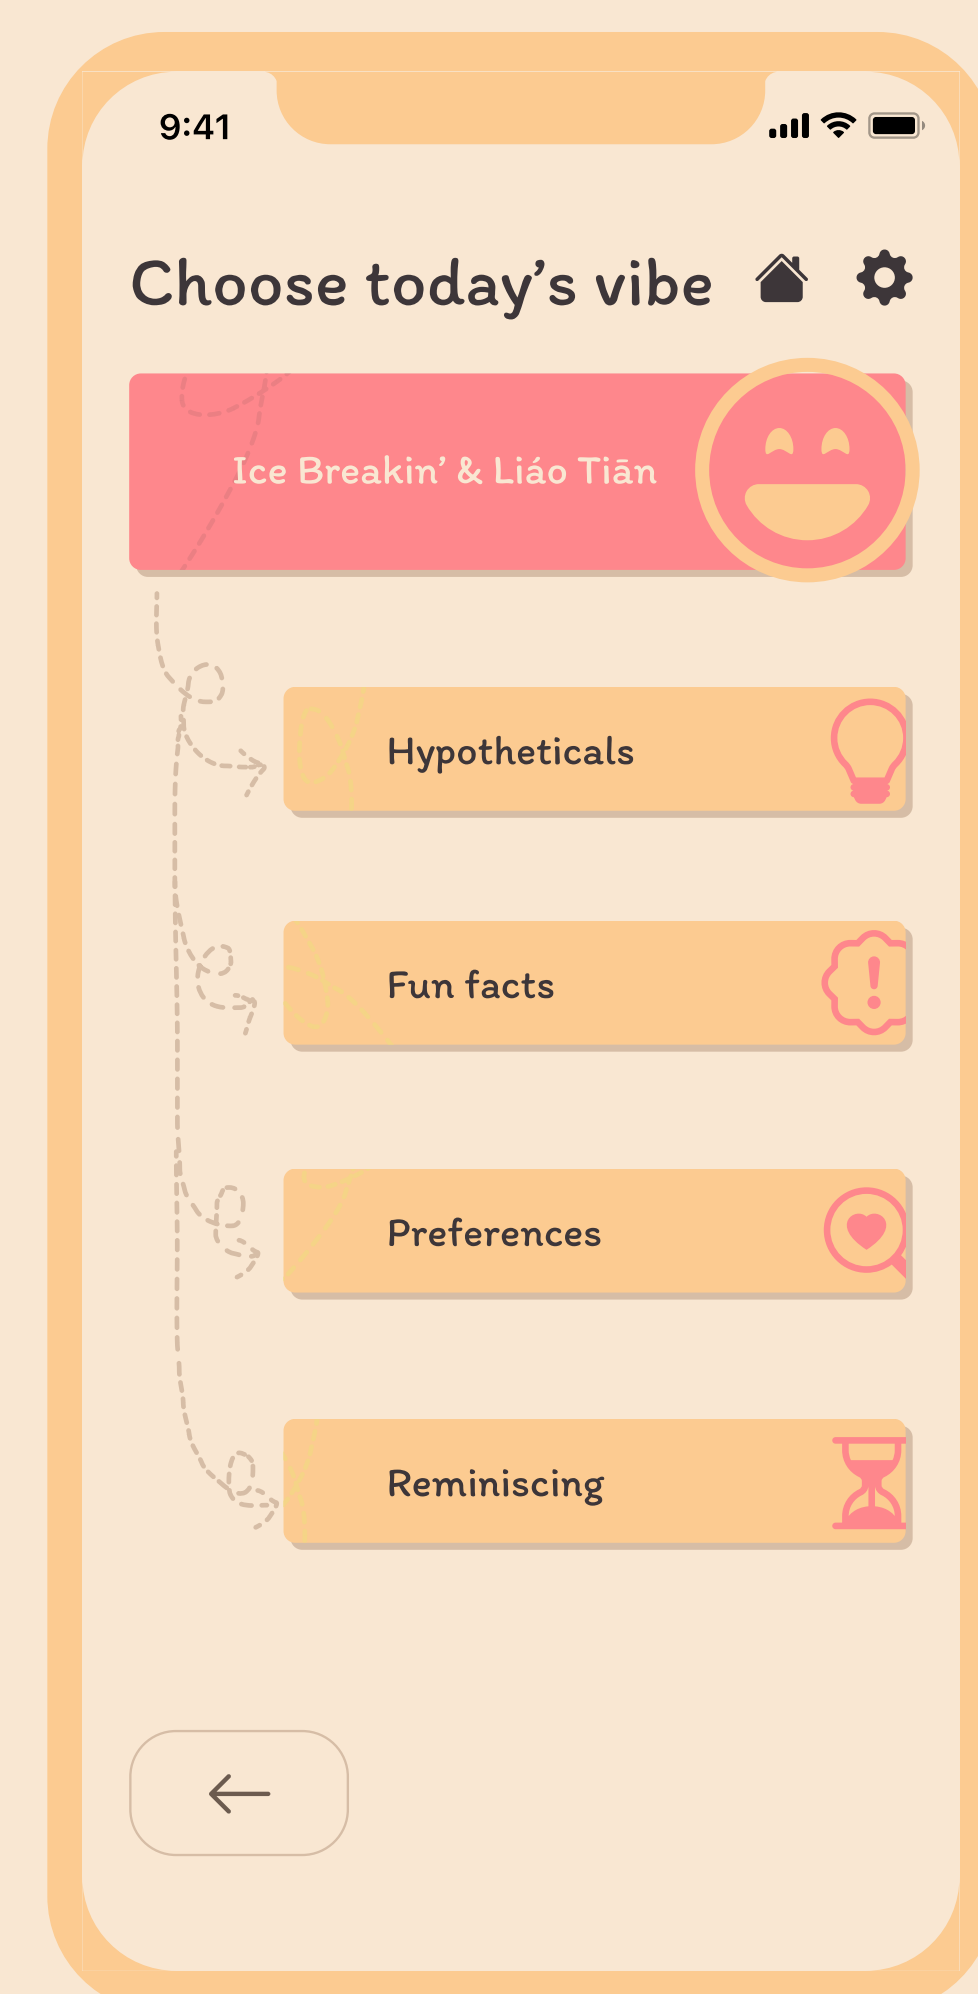 9:41
Choose today’s vibe
Ice Breakin’ & Liáo Tiān
Hypotheticals
Fun facts
Preferences
Reminiscing